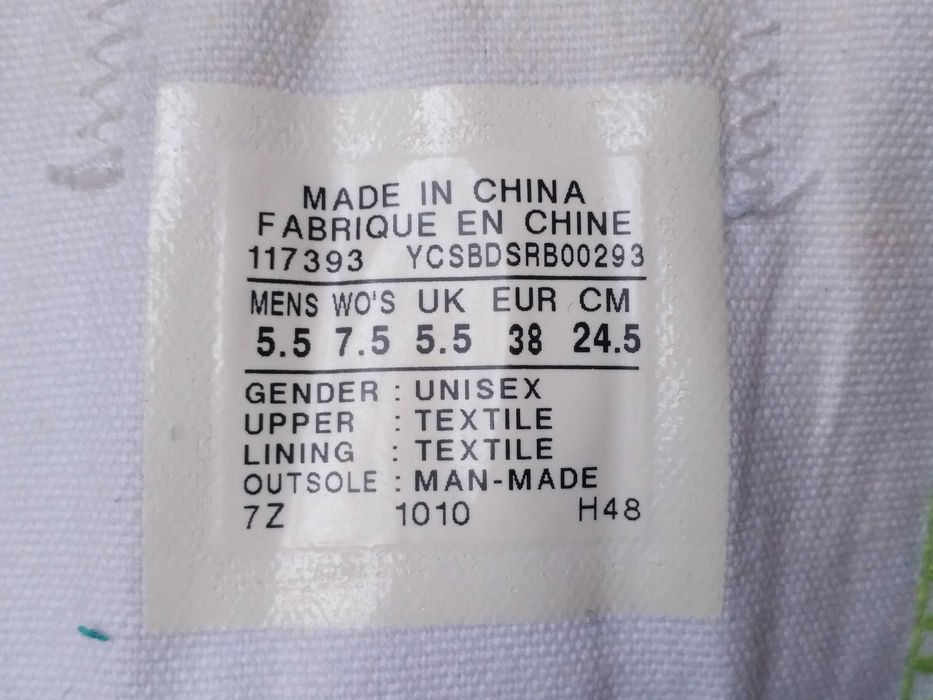 MADE IN CHINA
FABRIQUE EN CHINE
117393 YCSBDSRB00293
MENS WO'S UK EUR CM
5.5 7.5 5.5 38 24.5
GENDER : UNISEX
UPPER : TEXTILE
LINING : TEXTILE
OUTSOLE : MAN-MADE
7Z 1010 H48